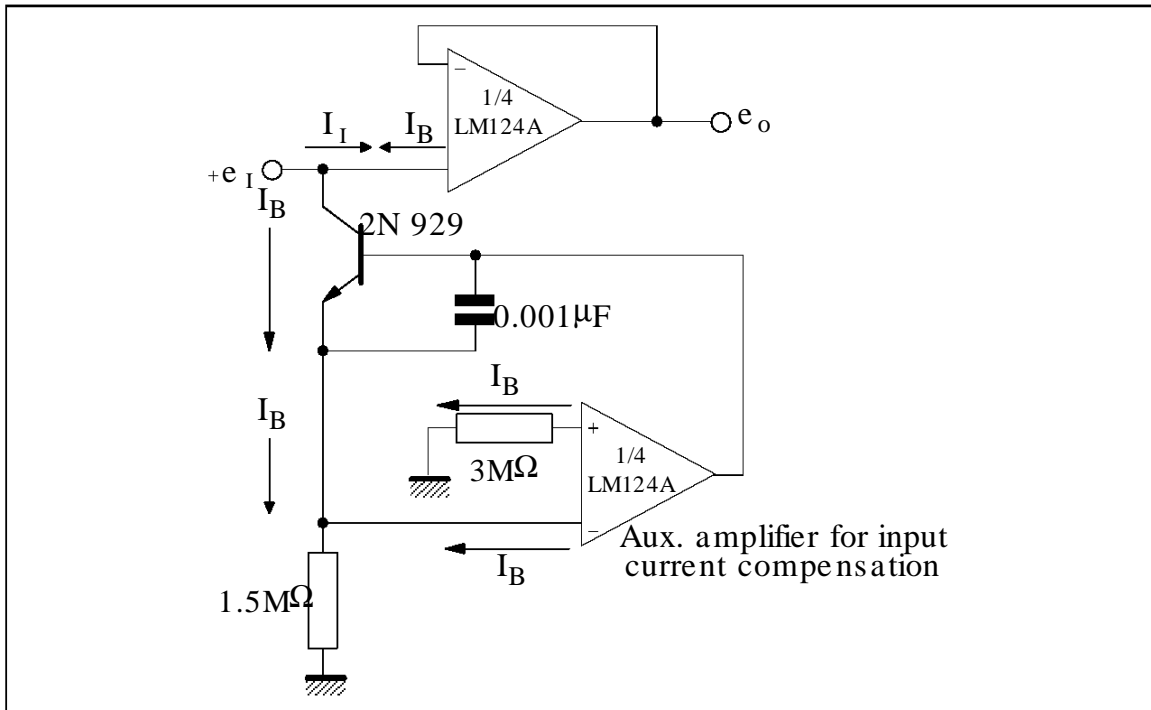 1/4
LM124A
−
e o
I I
I B
+e I
I B
2N 929
0.001µF
I B
I B
+
1/4
LM124A
3MΩ
−
I B
Aux. amplifier for input
current compensation
1.5MΩ